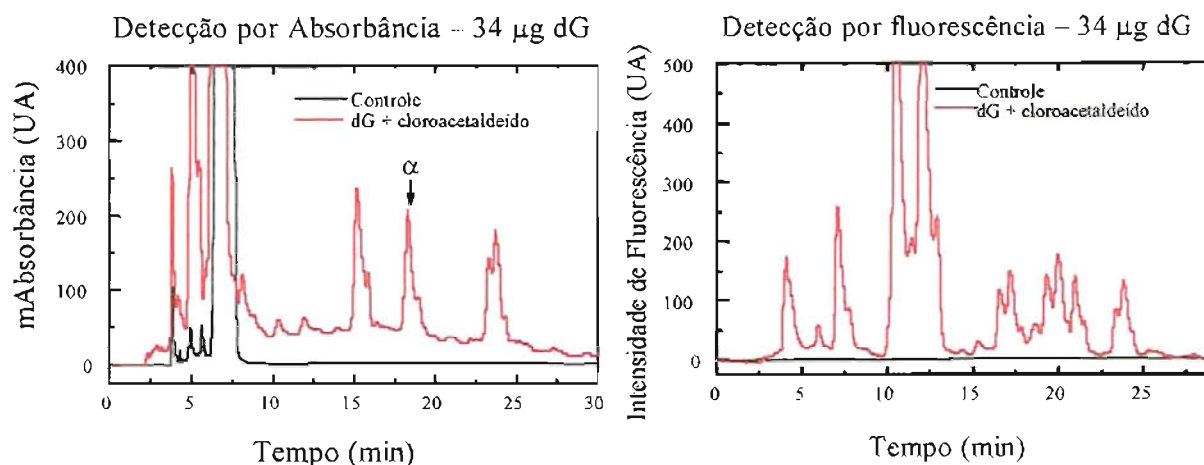 Detecção por Absorbância – 34 μg dG
mAbsorbância (UA)
400
300
200
100
0
Controle
dG + cloroacetaldeído
α
0 5 10 15 20 25 30
Tempo (min)
Detecção por fluorescência – 34 μg dG
Intensidade de Fluorescência (UA)
500
400
300
200
100
0
Controle
dG + cloroacetaldeído
0 5 10 15 20 25
Tempo (min)